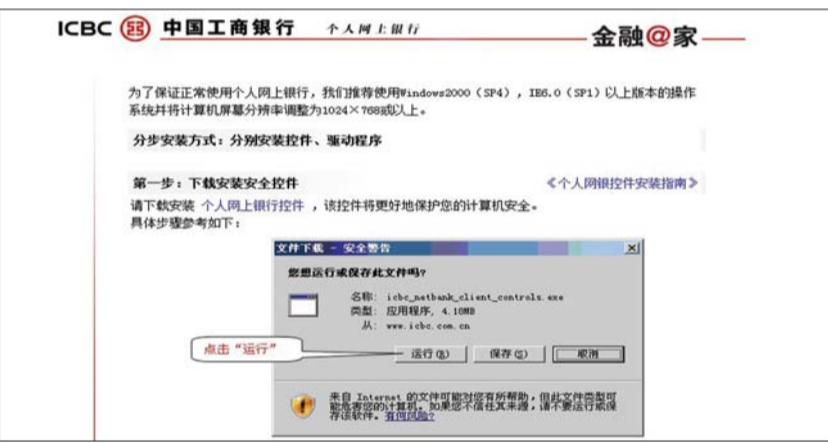 ICBC 中国工商银行 个人网上银行
金融@家
为了保证正常使用个人网上银行，我们推荐使用Windows2000（SP4），IE6.0（SP1）以上版本的操作
系统并将计算机屏幕分辨率调整为1024×768或以上。
分步安装方式：分别安装控件、驱动程序
第一步：下载安装安全控件 《个人网银控件安装指南》
请下载安装 个人网上银行控件 ，该控件将更好地保护您的计算机安全。
具体步骤参考如下：
文件下载 - 安全警告
您想运行或保存此文件吗?
名称: icbc_netbank_client_controls.exe
类型: 应用程序, 4.10MB
从: www.icbc.com.cn
点击“运行”
运行(R) 保存(S) 取消
来自 Internet 的文件可能对您有所帮助，但此文件类型可
能危害您的计算机。如果您不信任其来源，请不要运行或保
存该软件。有何风险?